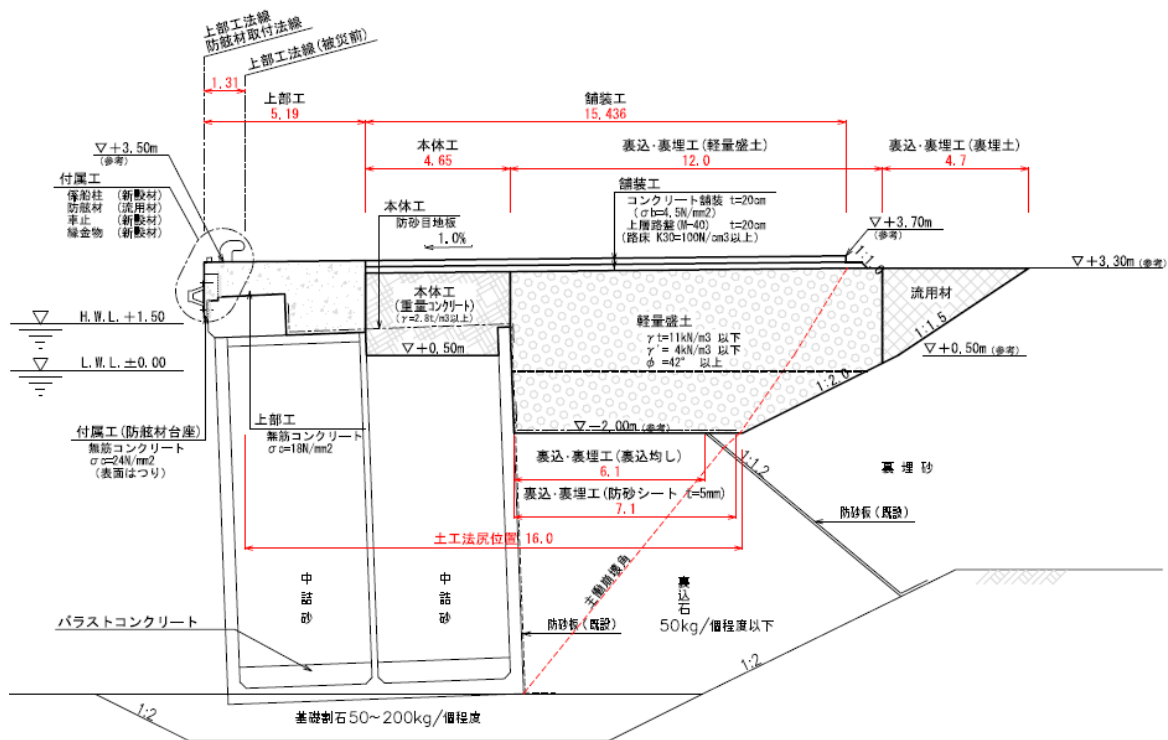 上部工法線
防舷材取付法線
上部工法線(被災前)
1.31
上部工
5.19
舗装工
15.436
▽+3.50m
(参考)
本体工
4.65
裏込・裏埋工(軽量盛土)
12.0
裏込・裏埋工(裏埋土)
4.7
付属工
係船柱 (新設材)
防舷材 (流用材)
車止 (新設材)
縁金物 (新設材)
本体工
防砂目地板
1.0%
舗装工
コンクリート舗装 t=20cm
(σb=4.5N/mm2)
上層路盤(M-40) t=20cm
(路床 K30=100N/cm3以上)
▽+3.70m
(参考)
1:1.0
▽+3.30m (参考)
本体工
(重量コンクリート)
(γ=2.8t/m3以上)
流用材
H.W.L.+1.50
軽量盛土
γt=11kN/m3 以下
γ'= 4kN/m3 以下
φ =42° 以上
1:1.5
▽+0.50m
▽+0.50m (参考)
L.W.L.±0.00
1:2.0
付属工(防舷材台座)
無筋コンクリート
σc=24N/mm2
(表面はつり)
上部工
無筋コンクリート
σc=18N/mm2
▽-2.00m (参考)
裏込・裏埋工(裏込均し)
6.1
1:1.2
裏埋砂
裏込・裏埋工(防砂シート t=5mm)
7.1
防砂板(既設)
土工法尻位置 16.0
主働崩壊角
中詰砂
中詰砂
裏込石
50kg/個程度以下
バラストコンクリート
防砂板(既設)
1:2
1:2
基礎割石50~200kg/個程度